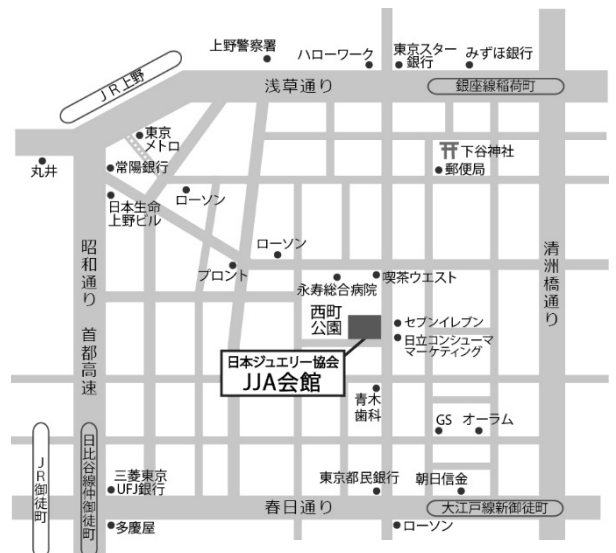 上野警察署
ハローワーク
東京スター
銀行
みずほ銀行
JR上野
浅草通り
銀座線稲荷町
東京
メトロ
丸井
常陽銀行
下谷神社
郵便局
日本生命
上野ビル
ローソン
昭和通り 首都高速
清洲橋通り
プロント
ローソン
永寿総合病院
喫茶ウエスト
西町
公園
セブンイレブン
日立コンシューマ
マーケティング
日本ジュエリー協会
JJA会館
青木
歯科
GS
オーラム
JR御徒町
日比谷線仲御徒町
三菱東京
UFJ銀行
東京都民銀行
朝日信金
春日通り
大江戸線新御徒町
多慶屋
ローソン